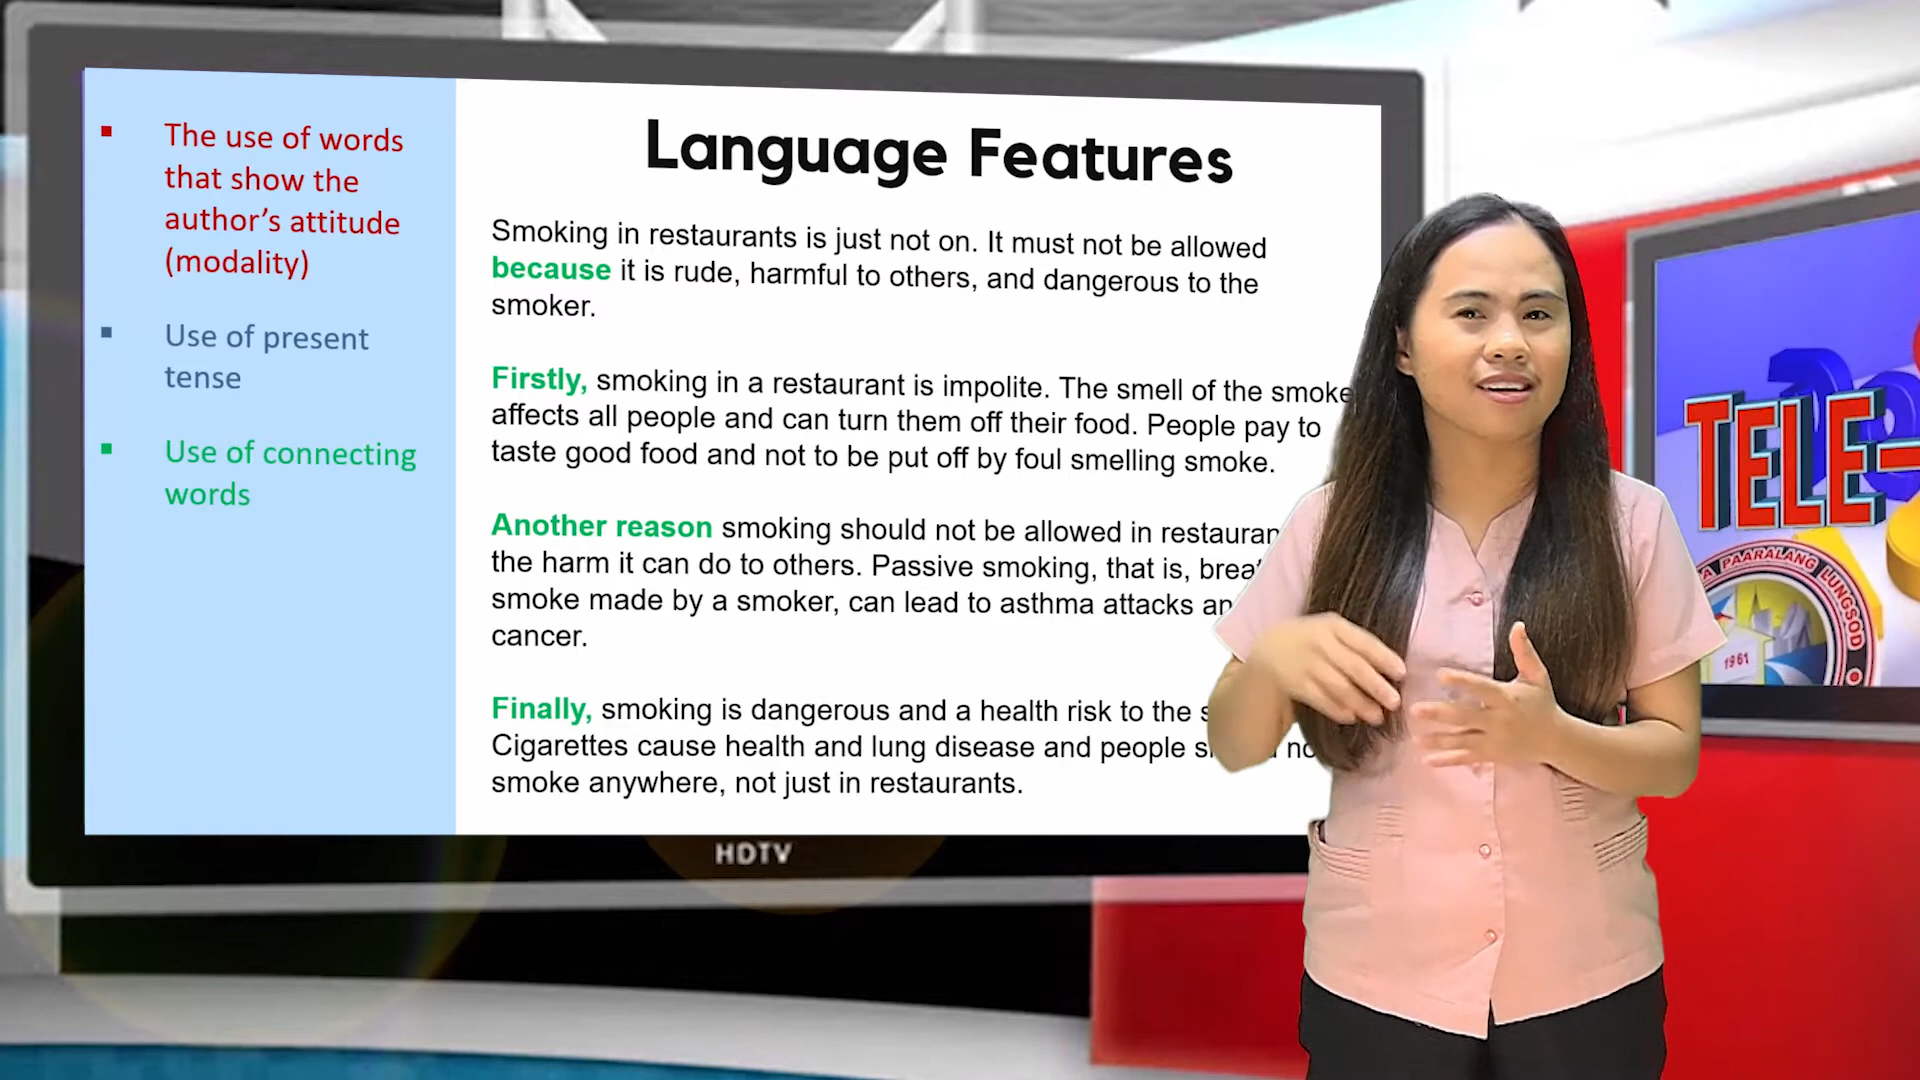 The use of words
that show the
author's attitude
(modality)
Use of present
tense
Use of connecting
words
Language Features
Smoking in restaurants is just not on. It must not be allowed
because it is rude, harmful to others, and dangerous to the
smoker.
Firstly, smoking in a restaurant is impolite. The smell of the smoke
affects all people and can turn them off their food. People pay to
taste good food and not to be put off by foul smelling smoke.
Another reason smoking should not be allowed in
the harm it can do to others. Passive smoking, that is,
smoke made by a smoker, can lead to asthma attacks
cancer.
Finally, smoking is dangerous and a health risk to the
Cigarettes cause health and lung disease and people
smoke anywhere, not just in restaurants.
HDTV
TELE-
PAARALANG LUNGSOD
1961